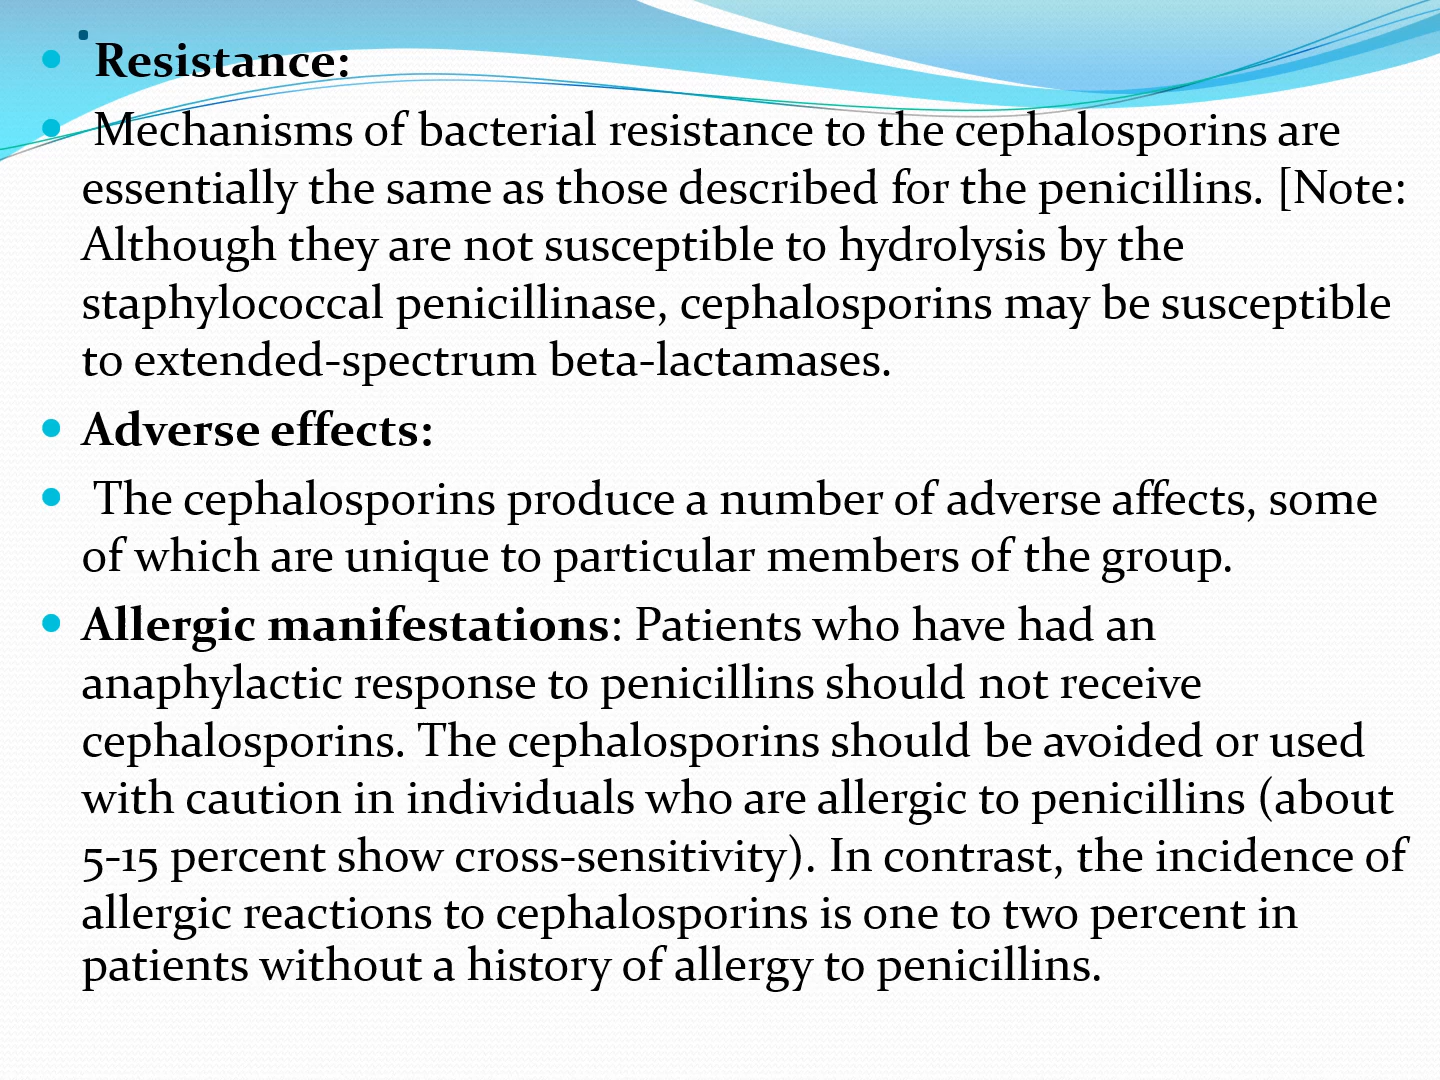 Resistance:
Mechanisms of bacterial resistance to the cephalosporins are
essentially the same as those described for the penicillins. [Note:
Although they are not susceptible to hydrolysis by the
staphylococcal penicillinase, cephalosporins may be susceptible
to extended-spectrum beta-lactamases.
Adverse effects:
The cephalosporins produce a number of adverse affects, some
of which are unique to particular members of the group.
Allergic manifestations: Patients who have had an
anaphylactic response to penicillins should not receive
cephalosporins. The cephalosporins should be avoided or used
with caution in individuals who are allergic to penicillins (about
5-15 percent show cross-sensitivity). In contrast, the incidence of
allergic reactions to cephalosporins is one to two percent in
patients without a history of allergy to penicillins.